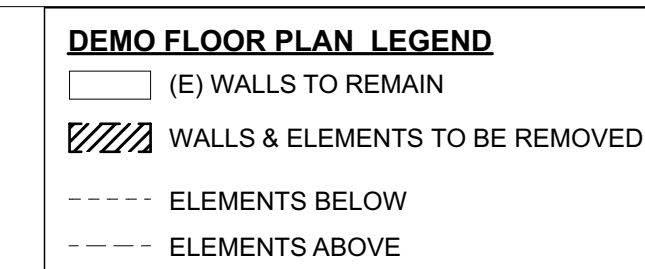 DEMO FLOOR PLAN LEGEND
(E) WALLS TO REMAIN
WALLS & ELEMENTS TO BE REMOVED
ELEMENTS BELOW
ELEMENTS ABOVE